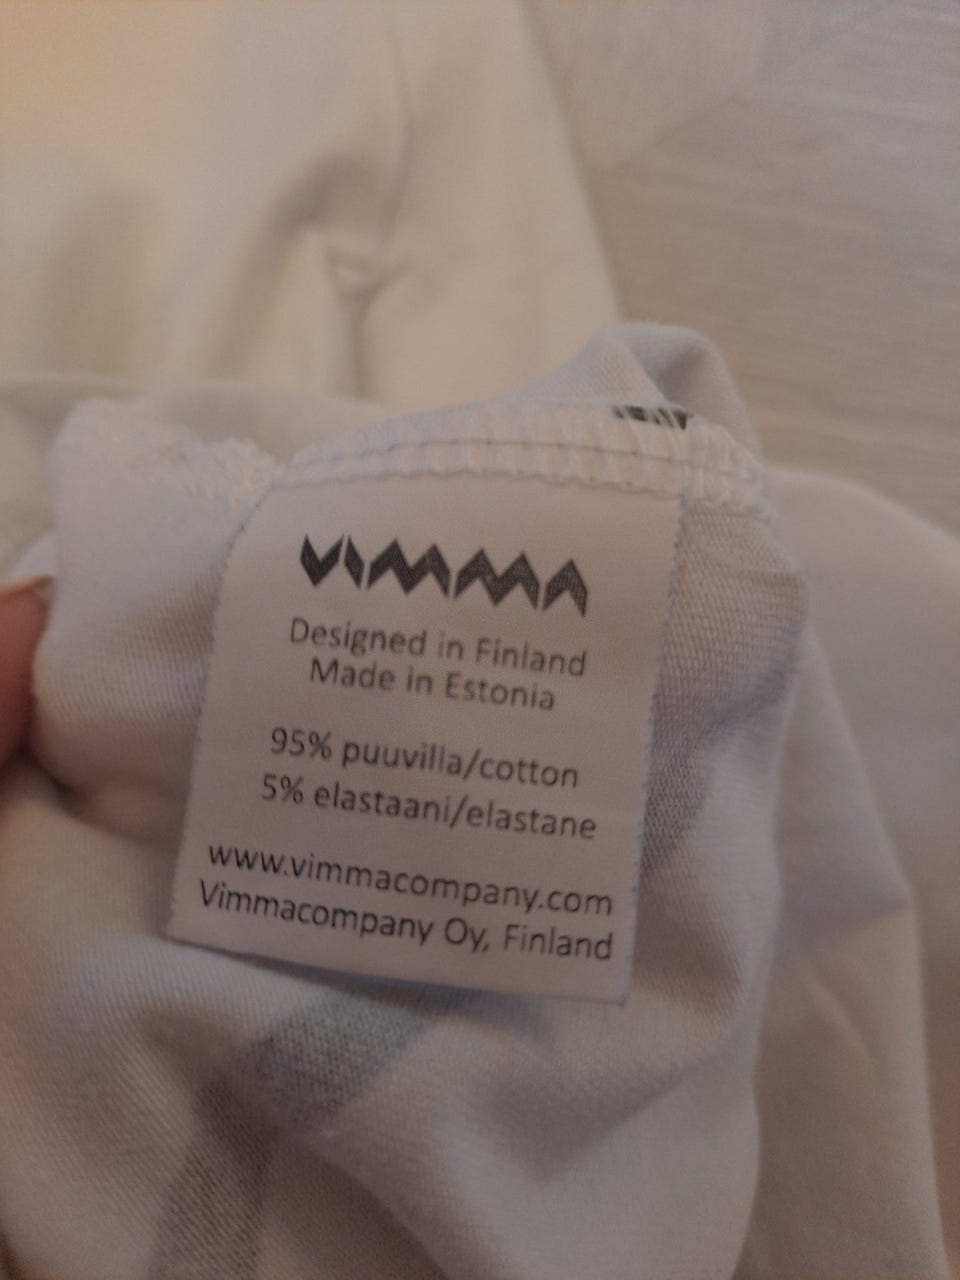 VIMMA
Designed in Finland
Made in Estonia
95% puuvilla/cotton
5% elastaani/elastane
www.vimmacompany.com
Vimmacompany Oy, Finland